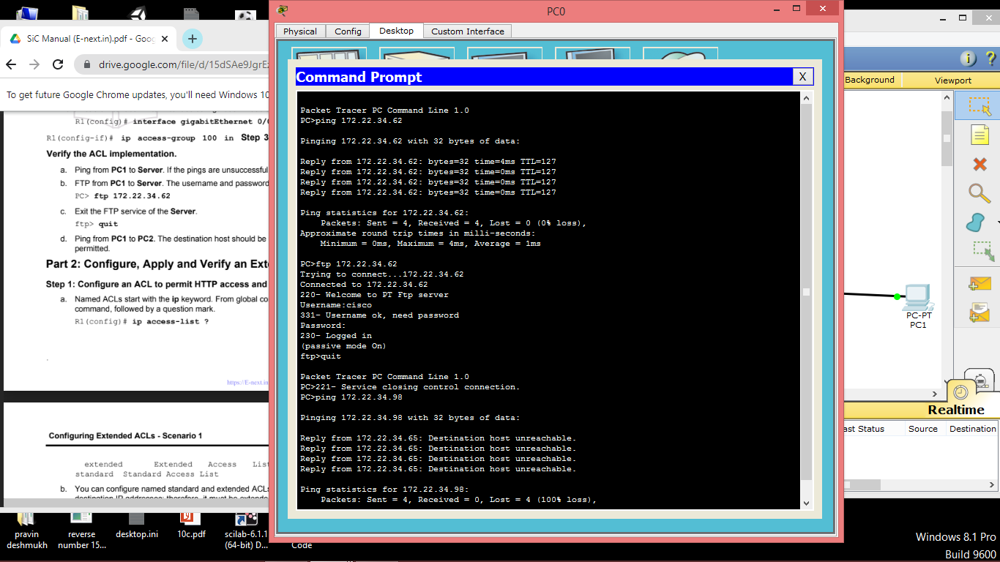 PC0
Physical
Config
Desktop
Custom Interface
SiC Manual (E-next.in).pdf - Goog
drive.google.com/file/d/15dSAe9JgrEz
To get future Google Chrome updates, you'll need Windows 10
R1(config)# interface gigabitEthernet 0/0
R1(config-if)# ip access-group 100 in Step 3
Verify the ACL implementation.
a. Ping from PC1 to Server. If the pings are unsuccessful
b. FTP from PC1 to Server. The username and password
PC> ftp 172.22.34.62
c. Exit the FTP service of the Server.
ftp> quit
d. Ping from PC1 to PC2. The destination host should be
permitted.
Part 2: Configure, Apply and Verify an Ext
Step 1: Configure an ACL to permit HTTP access and
a. Named ACLs start with the ip keyword. From global co
command, followed by a question mark.
R1(config)# ip access-list ?
https://E-next.in
Configuring Extended ACLs - Scenario 1
extended Extended Access List
standard Standard Access List
b. You can configure named standard and extended ACLs
destination IP addresses; therefore, it must be extended
Command Prompt
X
Packet Tracer PC Command Line 1.0
PC>ping 172.22.34.62
Pinging 172.22.34.62 with 32 bytes of data:
Reply from 172.22.34.62: bytes=32 time=4ms TTL=127
Reply from 172.22.34.62: bytes=32 time=0ms TTL=127
Reply from 172.22.34.62: bytes=32 time=0ms TTL=127
Reply from 172.22.34.62: bytes=32 time=0ms TTL=127
Ping statistics for 172.22.34.62:
Packets: Sent = 4, Received = 4, Lost = 0 (0% loss),
Approximate round trip times in milli-seconds:
Minimum = 0ms, Maximum = 4ms, Average = 1ms
PC>ftp 172.22.34.62
Trying to connect...172.22.34.62
Connected to 172.22.34.62
220- Welcome to PT Ftp server
Username:cisco
331- Username ok, need password
Password:
230- Logged in
(passive mode On)
ftp>quit
Packet Tracer PC Command Line 1.0
PC>221- Service closing control connection.
PC>ping 172.22.34.98
Pinging 172.22.34.98 with 32 bytes of data:
Reply from 172.22.34.65: Destination host unreachable.
Reply from 172.22.34.65: Destination host unreachable.
Reply from 172.22.34.65: Destination host unreachable.
Reply from 172.22.34.65: Destination host unreachable.
Ping statistics for 172.22.34.98:
Packets: Sent = 4, Received = 0, Lost = 4 (100% loss),
Background
Viewport
PC-PT
PC1
Realtime
ast Status
Source
Destination
pravin
deshmukh
reverse
number 15...
desktop.ini
10c.pdf
scilab-6.1.1
(64-bit) D...
Code
Windows 8.1 Pro
Build 9600